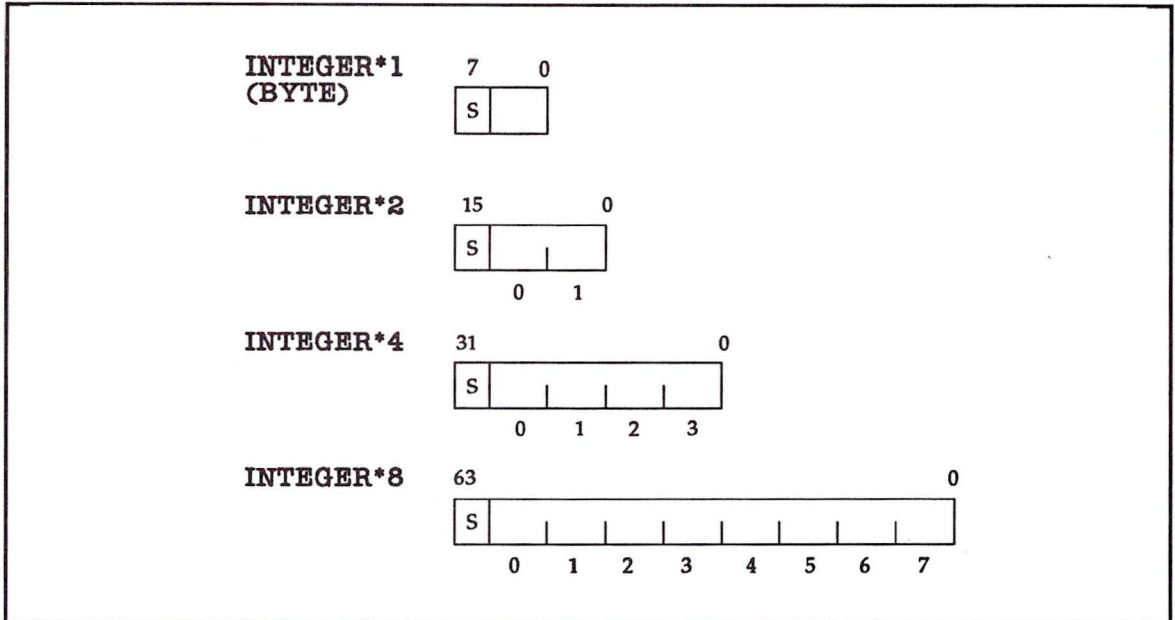 INTEGER*1 7 0
(BYTE)
S
INTEGER*2 15 0
S
0 1
INTEGER*4 31 0
S
0 1 2 3
INTEGER*8 63 0
S
0 1 2 3 4 5 6 7